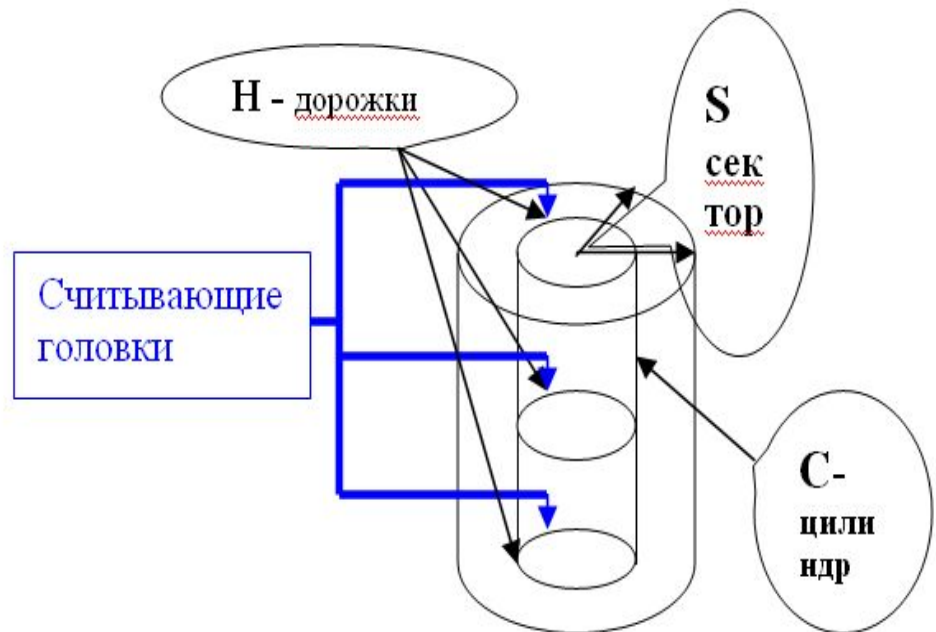 H - дорожки
S
сек
тор
Считывающие
головки
C-
цили
ндр